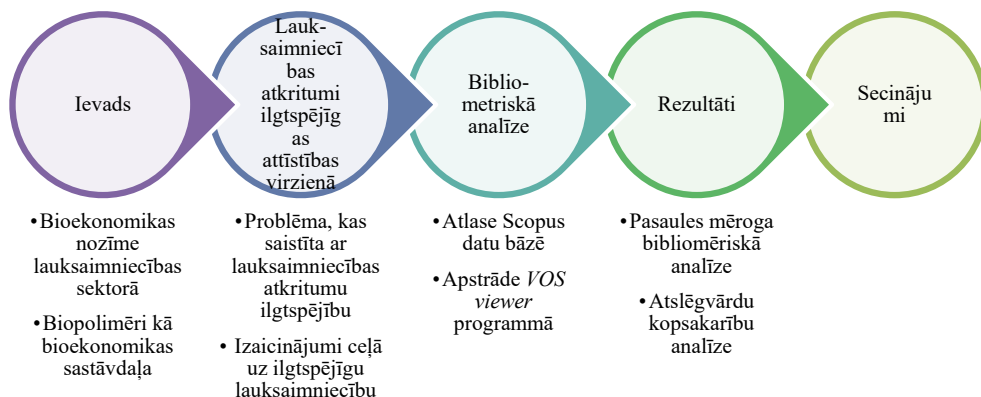 Ievads
Lauk-
saimniecī
bas
atkritumi
ilgtspējīg
as
attīstības
virzienā
Biblio-
metriskā
analīze
Rezultāti
Secināju
mi
•Bioekonomikas
nozīme
lauksaimniecības
sektorā
•Biopolimēri kā
bioekonomikas
sastāvdaļa
•Problēma, kas
saistīta ar
lauksaimniecības
atkritumu
ilgtspējību
• Izaicinājumi ceļā
uz ilgtspējīgu
lauksaimniecību
•Atlase Scopus
datu bāzē
•Apstrāde VOS
viewer
programmā
•Pasaules mēroga
bibliomēriskā
analīze
•Atslēgvārdu
kopsakarību
analīze